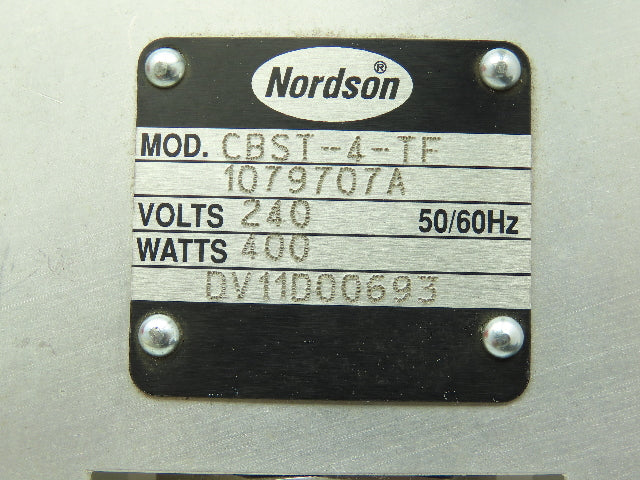 Nordson®
MOD. CBST-4-TF
1079707A
VOLTS 240 50/60Hz
WATTS 400
DV11D00693